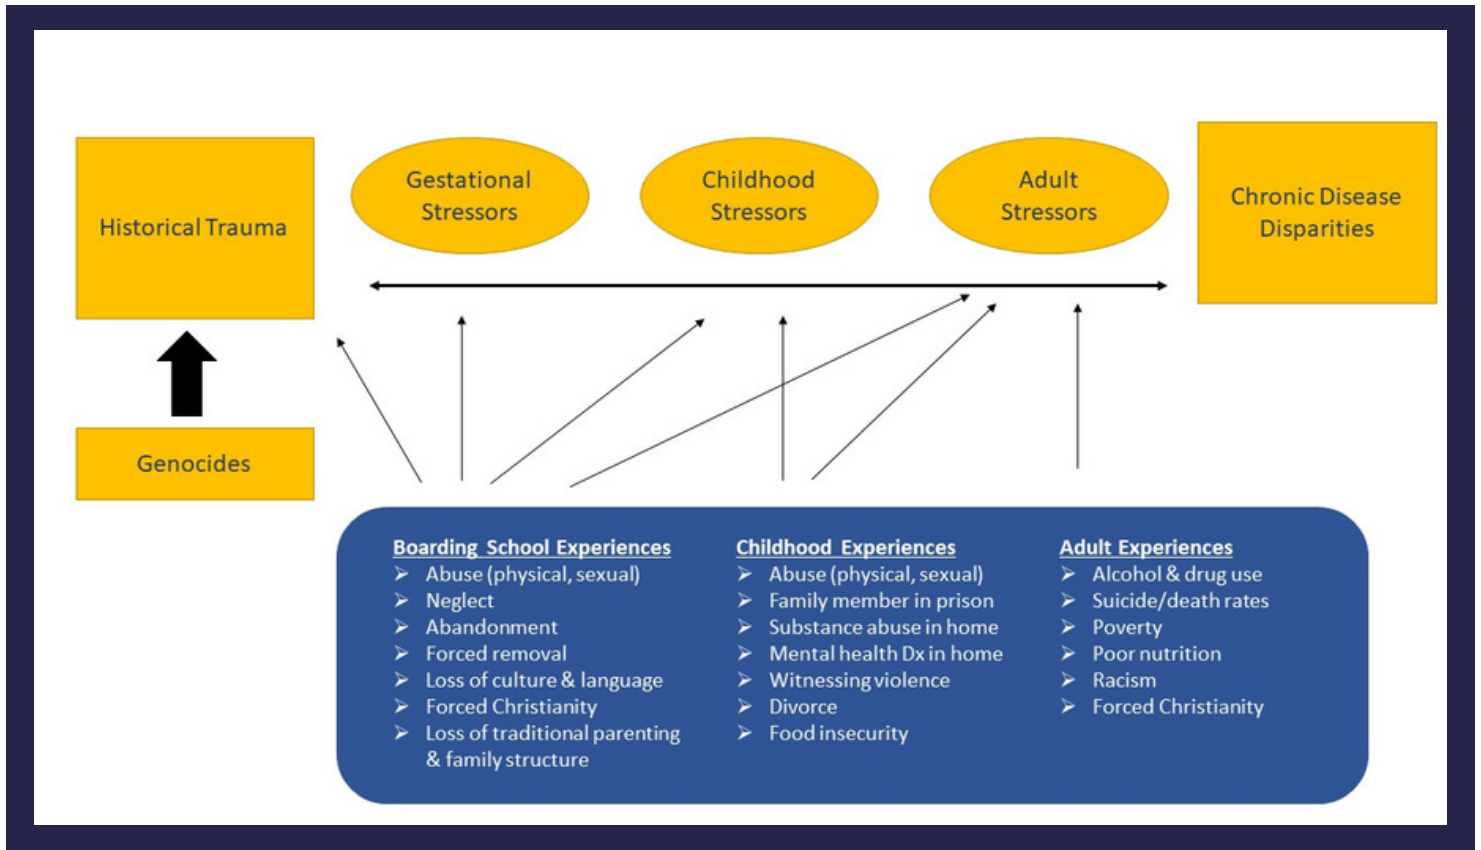 Historical Trauma
Gestational
Stressors
Childhood
Stressors
Adult
Stressors
Chronic Disease
Disparities
Genocides
Boarding School Experiences
➢ Abuse (physical, sexual)
➢ Neglect
➢ Abandonment
➢ Forced removal
➢ Loss of culture & language
➢ Forced Christianity
➢ Loss of traditional parenting
& family structure
Childhood Experiences
➢ Abuse (physical, sexual)
➢ Family member in prison
➢ Substance abuse in home
➢ Mental health Dx in home
➢ Witnessing violence
➢ Divorce
➢ Food insecurity
Adult Experiences
➢ Alcohol & drug use
➢ Suicide/death rates
➢ Poverty
➢ Poor nutrition
➢ Racism
➢ Forced Christianity